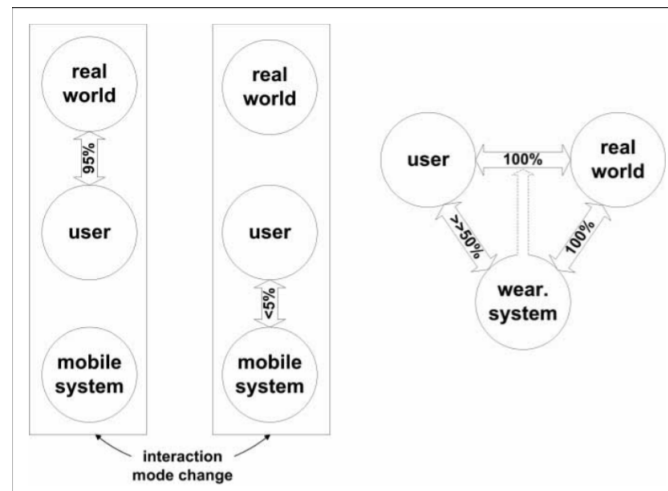 real
world
95%
user
mobile
system
real
world
user
<5%
mobile
system
interaction
mode change
user
100%
real
world
>>50%
100%
wear.
system